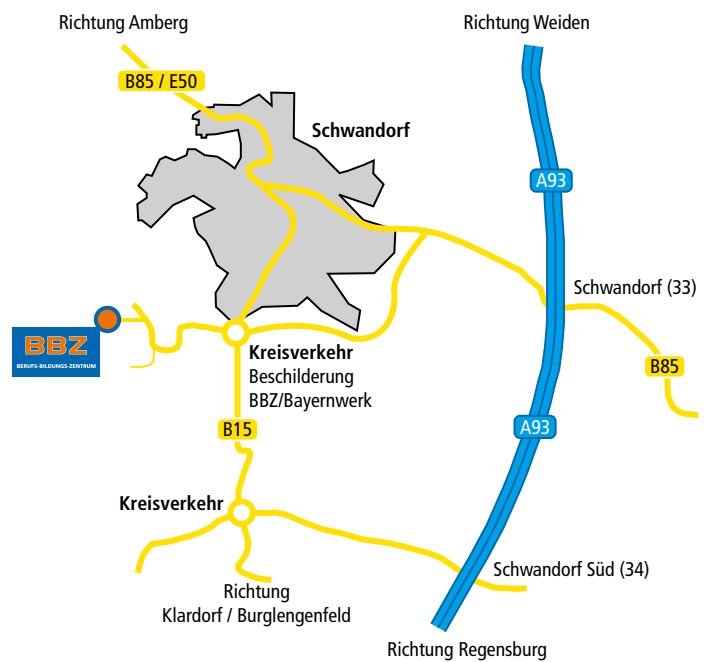 Richtung Amberg
Richtung Weiden
B85 / E50
Schwandorf
A93
Schwandorf (33)
BBZ
BERUFS-BILDUNGS-ZENTRUM
Kreisverkehr
Beschilderung
BBZ/Bayernwerk
B85
B15
A93
Kreisverkehr
Schwandorf Süd (34)
Richtung
Klardorf / Burglengenfeld
Richtung Regensburg